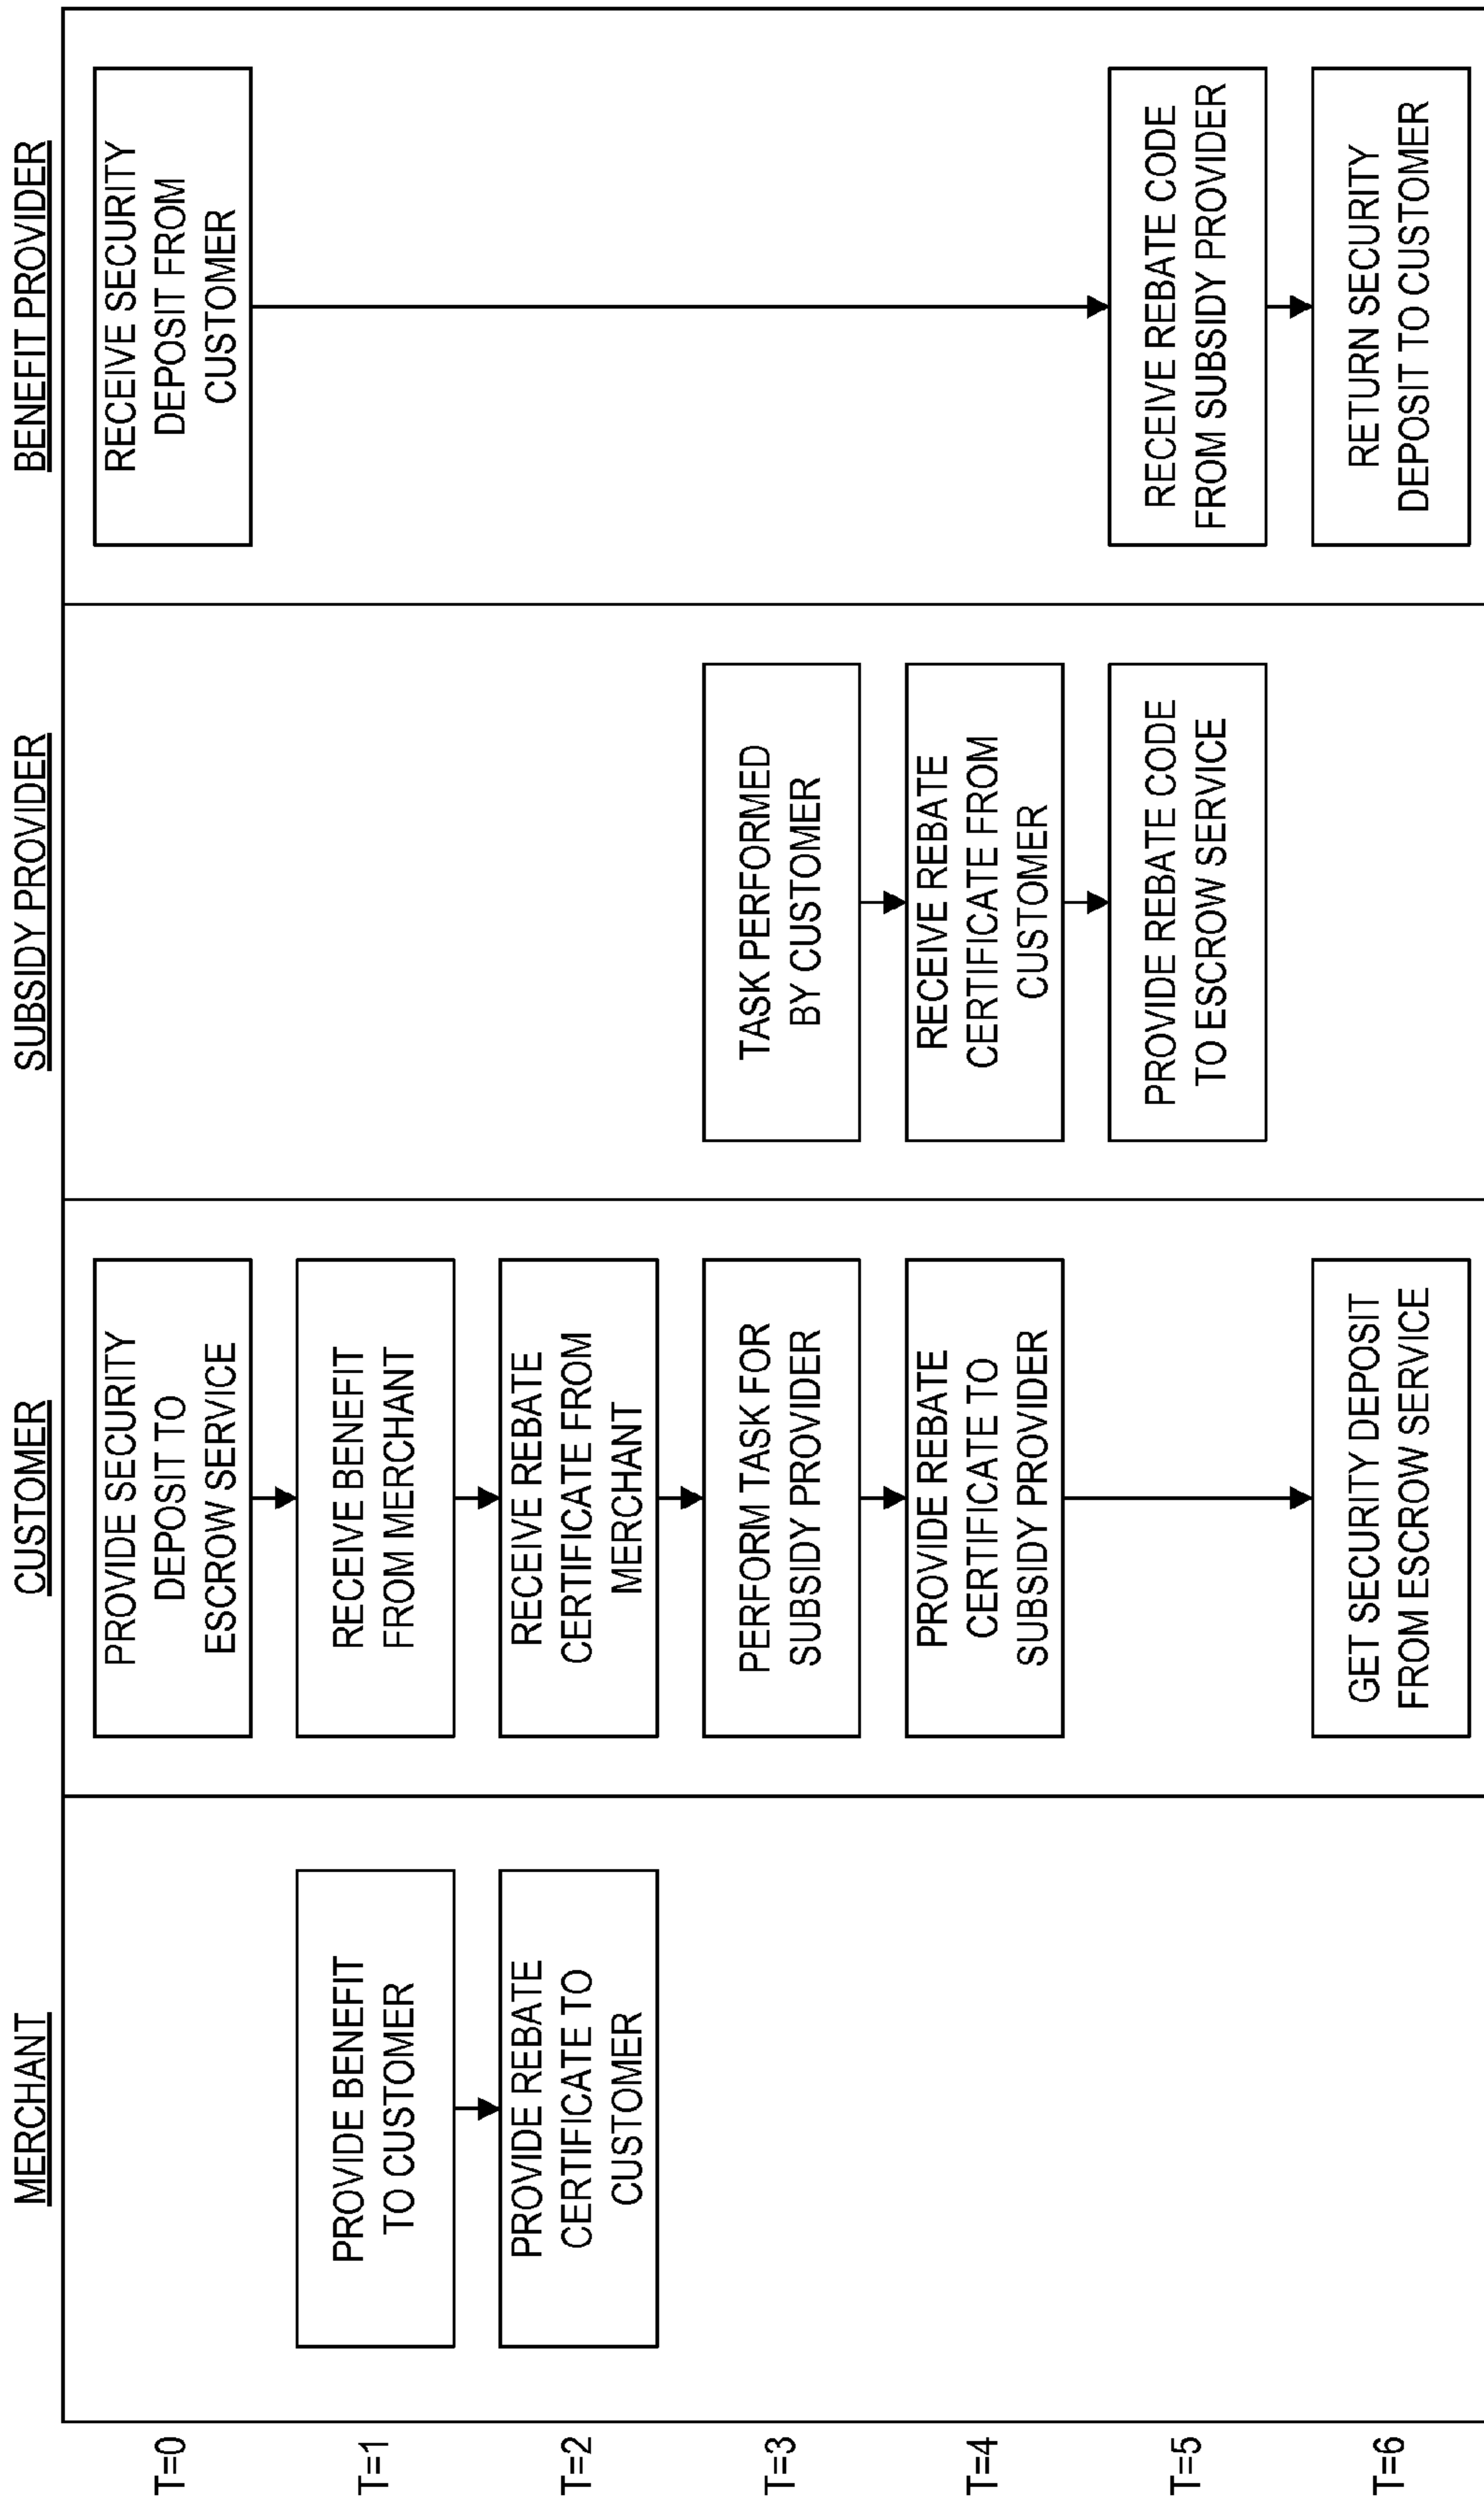 MERCHANT
CUSTOMER
SUBSIDY PROVIDER
BENEFIT PROVIDER
T=0
PROVIDE SECURITY
DEPOSIT TO
ESCROW SERVICE
RECEIVE SECURITY
DEPOSIT FROM
CUSTOMER
T=1
PROVIDE BENEFIT
TO CUSTOMER
RECEIVE BENEFIT
FROM MERCHANT
T=2
PROVIDE REBATE
CERTIFICATE TO
CUSTOMER
RECEIVE REBATE
CERTIFICATE FROM
MERCHANT
T=3
PERFORM TASK FOR
SUBSIDY PROVIDER
TASK PERFORMED
BY CUSTOMER
T=4
PROVIDE REBATE
CERTIFICATE TO
SUBSIDY PROVIDER
RECEIVE REBATE
CERTIFICATE FROM
CUSTOMER
T=5
PROVIDE REBATE CODE
TO ESCROW SERVICE
RECEIVE REBATE CODE
FROM SUBSIDY PROVIDER
T=6
GET SECURITY DEPOSIT
FROM ESCROW SERVICE
RETURN SECURITY
DEPOSIT TO CUSTOMER